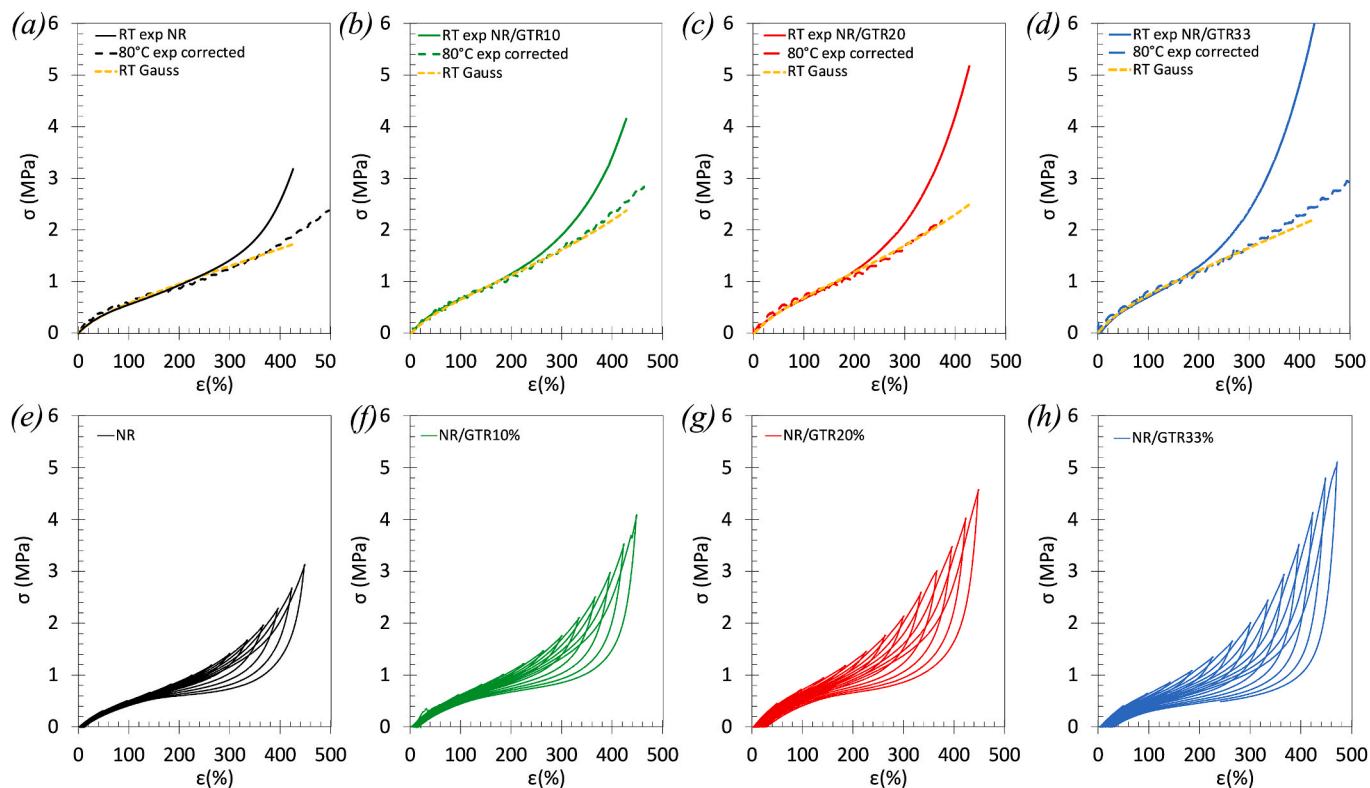 (a)
6
5
4
3
2
1
0
σ (MPa)
RT exp NR
80°C exp corrected
RT Gauss
0 100 200 300 400 500
ε(%)
(b)
6
5
4
3
2
1
0
σ (MPa)
RT exp NR/GTR10
80°C exp corrected
RT Gauss
0 100 200 300 400 500
ε(%)
(c)
6
5
4
3
2
1
0
σ (MPa)
RT exp NR/GTR20
80°C exp corrected
RT Gauss
0 100 200 300 400 500
ε(%)
(d)
6
5
4
3
2
1
0
σ (MPa)
RT exp NR/GTR33
80°C exp corrected
RT Gauss
0 100 200 300 400 500
ε(%)
(e)
6
5
4
3
2
1
0
σ (MPa)
NR
0 100 200 300 400 500
ε(%)
(f)
6
5
4
3
2
1
0
σ (MPa)
NR/GTR10%
0 100 200 300 400 500
ε(%)
(g)
6
5
4
3
2
1
0
σ (MPa)
NR/GTR20%
0 100 200 300 400 500
ε(%)
(h)
6
5
4
3
2
1
0
σ (MPa)
NR/GTR33%
0 100 200 300 400 500
ε(%)